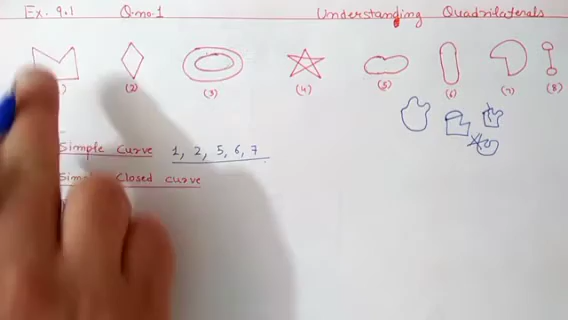 Ex. 9.1 Q.no.1 Understanding Quadrilaterals
(2) (3) (4) (5) (6) (7) (8)
Simple Curve 1, 2, 5, 6, 7
Closed curve